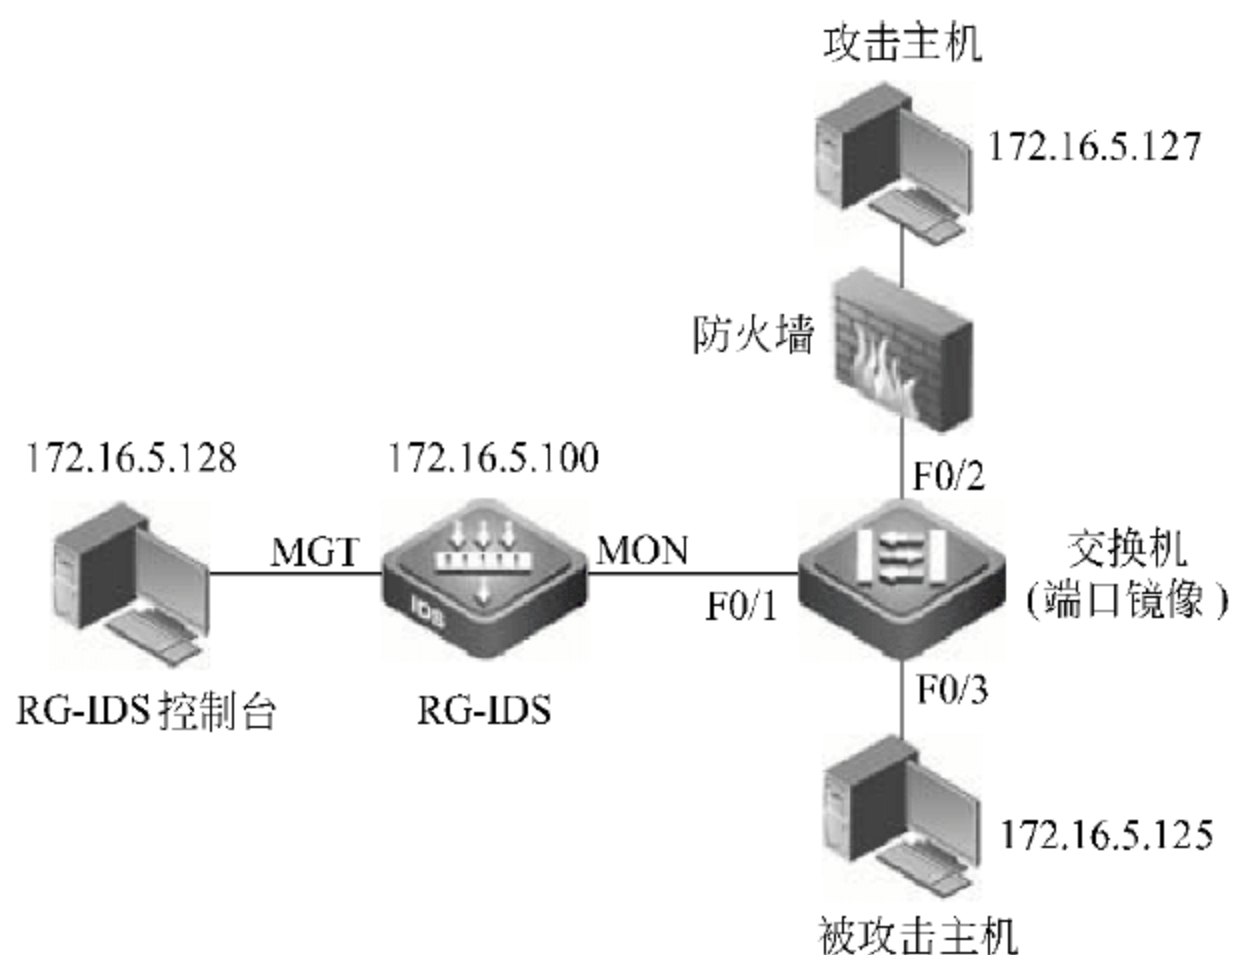 攻击主机
172.16.5.127
防火墙
172.16.5.128
172.16.5.100
F0/2
MGT
MON
交换机
F0/1
(端口镜像)
IDS
F0/3
RG-IDS控制台
RG-IDS
172.16.5.125
被攻击主机